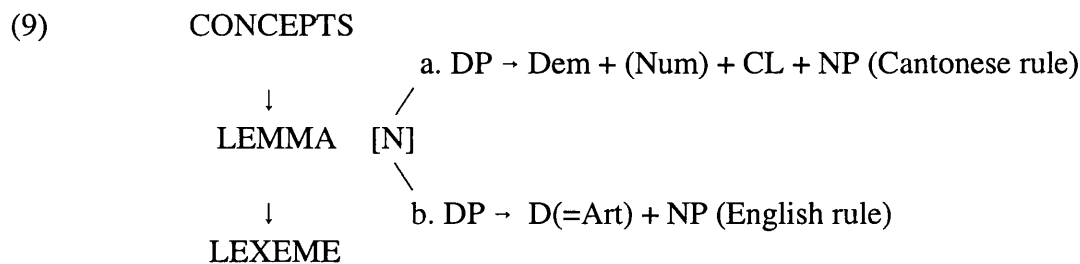 (9) CONCEPTS
a. DP → Dem + (Num) + CL + NP (Cantonese rule)
↓
LEMMA [N]
↓ b. DP → D(=Art) + NP (English rule)
LEXEME